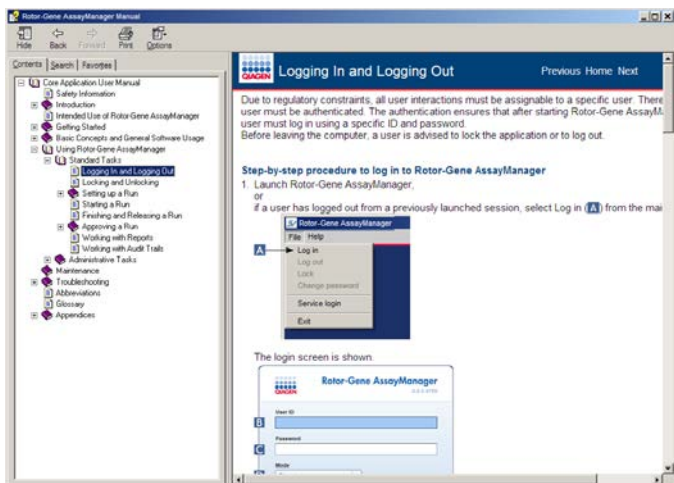 Rotor-Gene AssayManager Manual
Hide Back Forward Print Options
Contents Search Favorites
Core Application User Manual
Safety Information
Introduction
Intended Use of Rotor-Gene AssayManager
Getting Started
Basic Concepts and General Software Usage
Using Rotor-Gene AssayManager
Standard Tasks
Logging In and Logging Out
Locking and Unlocking
Setting up a Run
Starting a Run
Finishing and Releasing a Run
Approving a Run
Working with Reports
Working with Audit Trails
Administrative Tasks
Maintenance
Troubleshooting
Abbreviations
Glossary
Appendices
QIAGEN
Logging In and Logging Out
Previous Home Next
Due to regulatory constraints, all user interactions must be assignable to a specific user. There
user must be authenticated. The authentication ensures that after starting Rotor-Gene AssayM
user must log in using a specific ID and password.
Before leaving the computer, a user is advised to lock the application or to log out.
Step-by-step procedure to log in to Rotor-Gene AssayManager
1. Launch Rotor-Gene AssayManager,
or
if a user has logged out from a previously launched session, select Log in (A) from the mai
Rotor-Gene AssayManager
File Help
A Log in
Log out
Lock
Change password
Service login
Exit
The login screen is shown.
QIAGEN
Rotor-Gene AssayManager
User ID
B
Password
C
Mode